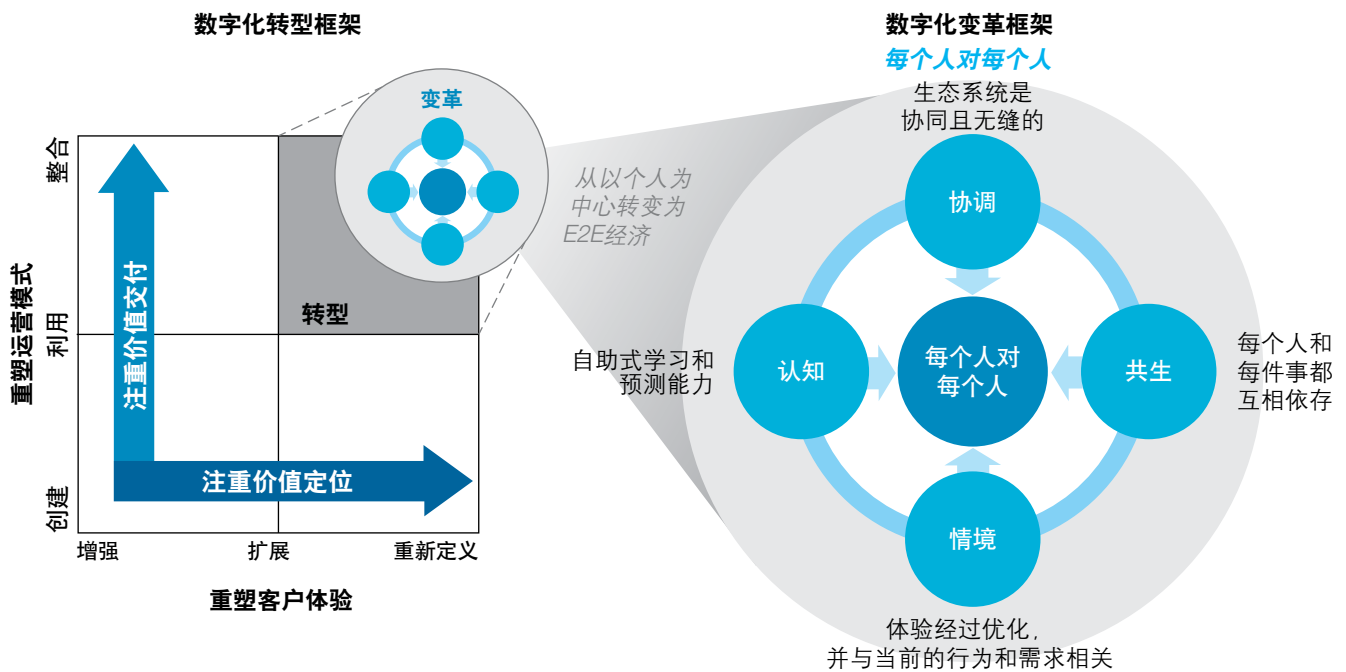 数字化转型框架
变革
整合
利用
创建
重塑运营模式
注重价值交付
转型
注重价值定位
增强
扩展
重新定义
重塑客户体验
从以个人为
中心转变为
E2E经济
数字化变革框架
每个人对每个人
生态系统是
协同且无缝的
协调
自助式学习和
预测能力
认知
每个人对
每个人
共生
每个人和
每件事都
互相依存
情境
体验经过优化，
并与当前的行为和需求相关